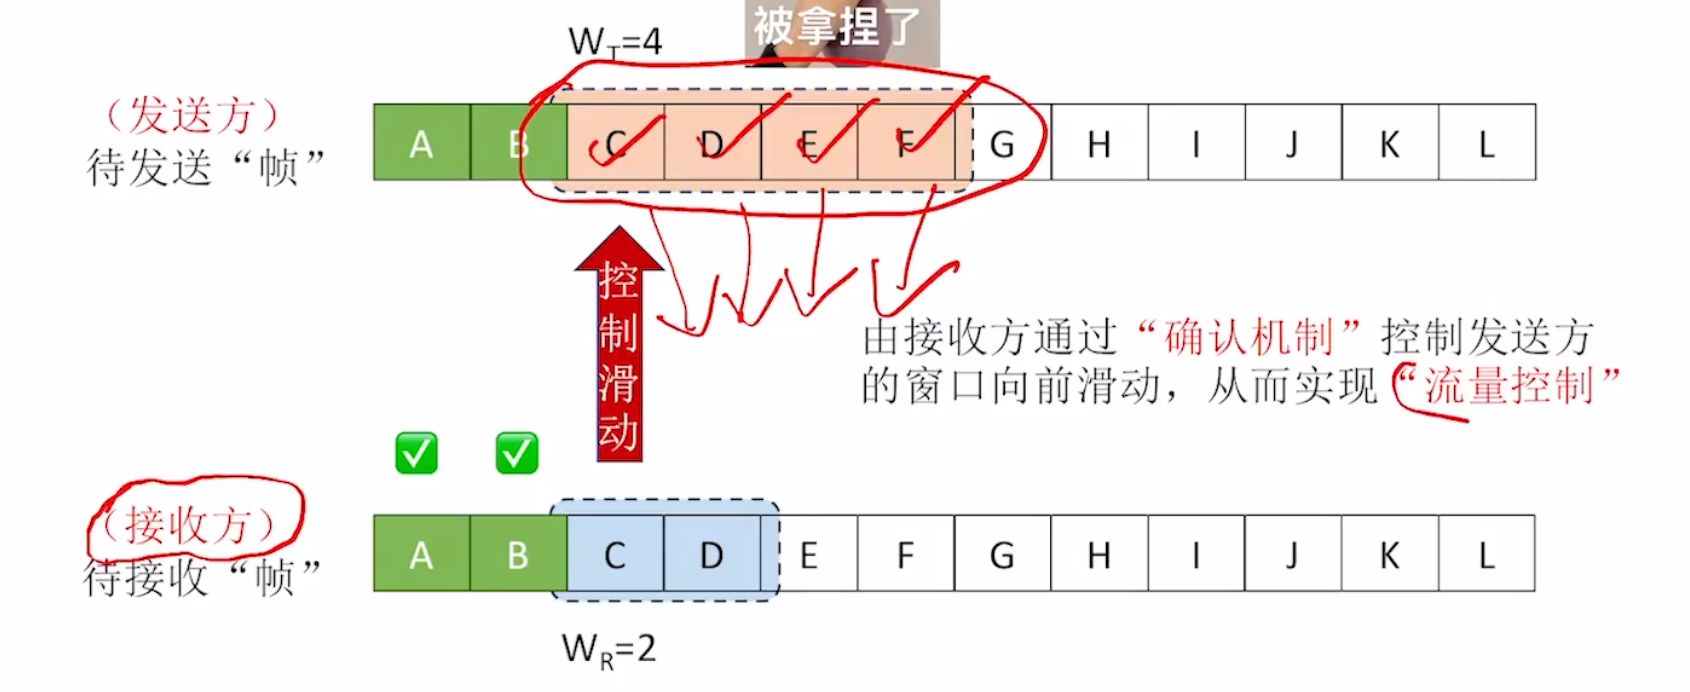 被拿捏了
W_T=4
（发送方）
待发送“帧”
A B C D E F G H I J K L
控制滑动
由接收方通过“确认机制”控制发送方
的窗口向前滑动，从而实现“流量控制”
（接收方）
待接收“帧”
A B C D E F G H I J K L
W_R=2